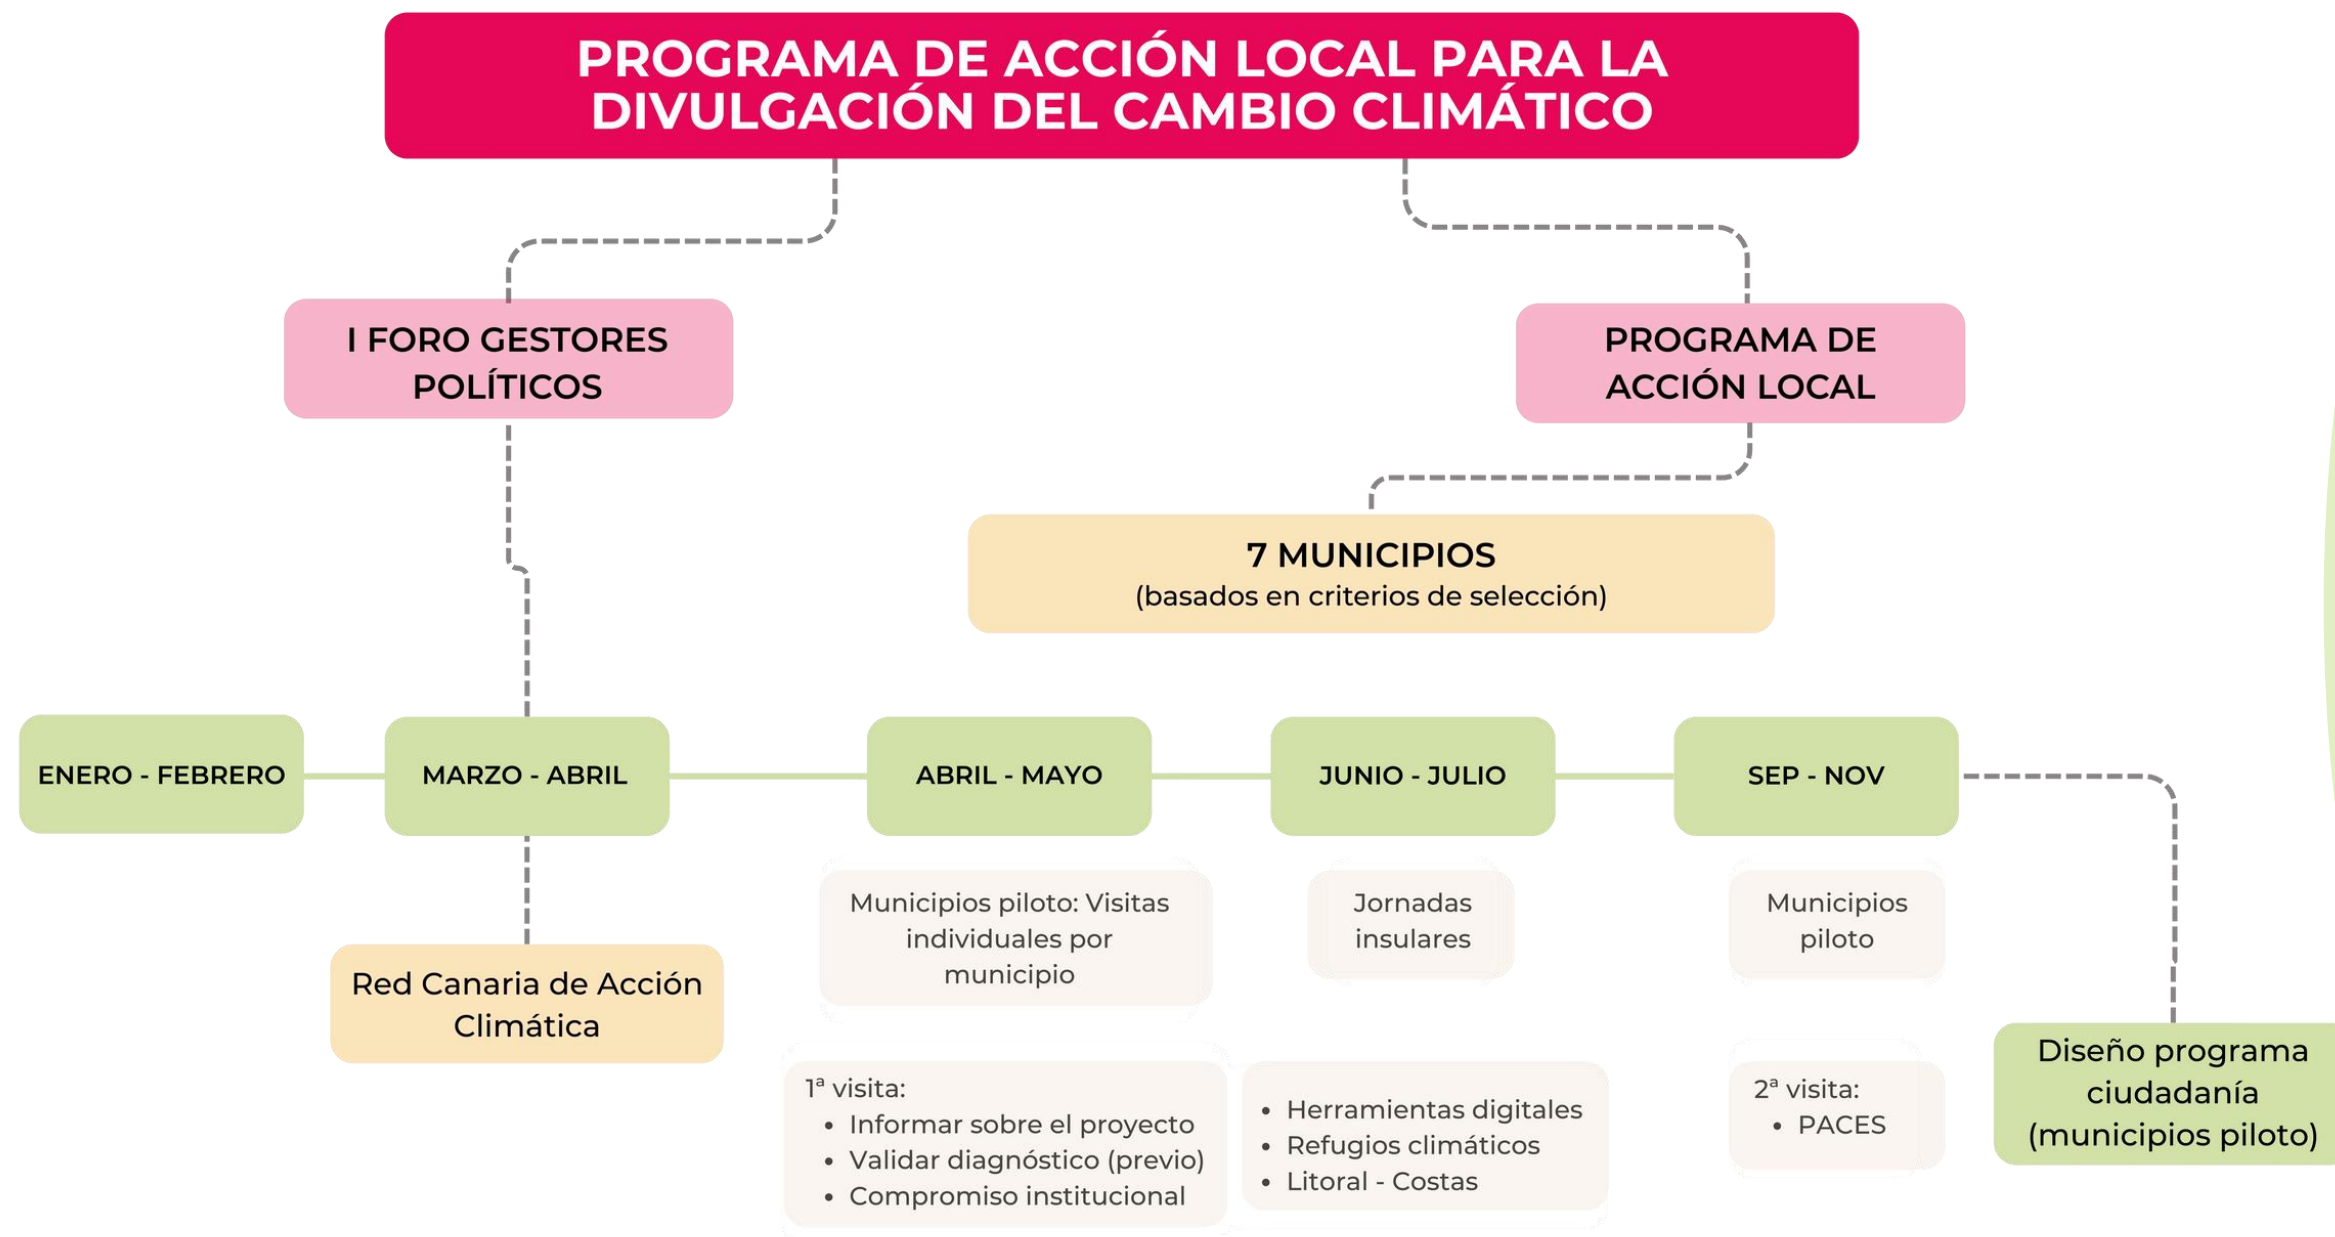 PROGRAMA DE ACCIÓN LOCAL PARA LA
DIVULGACIÓN DEL CAMBIO CLIMÁTICO
I FORO GESTORES
POLÍTICOS
PROGRAMA DE
ACCIÓN LOCAL
7 MUNICIPIOS
(basados en criterios de selección)
ENERO - FEBRERO
MARZO - ABRIL
ABRIL - MAYO
JUNIO - JULIO
SEP - NOV
Red Canaria de Acción
Climática
Municipios piloto: Visitas
individuales por
municipio
Jornadas
insulares
Municipios
piloto
1ª visita:
• Informar sobre el proyecto
• Validar diagnóstico (previo)
• Compromiso institucional
• Herramientas digitales
• Refugios climáticos
• Litoral - Costas
2ª visita:
• PACES
Diseño programa
ciudadanía
(municipios piloto)